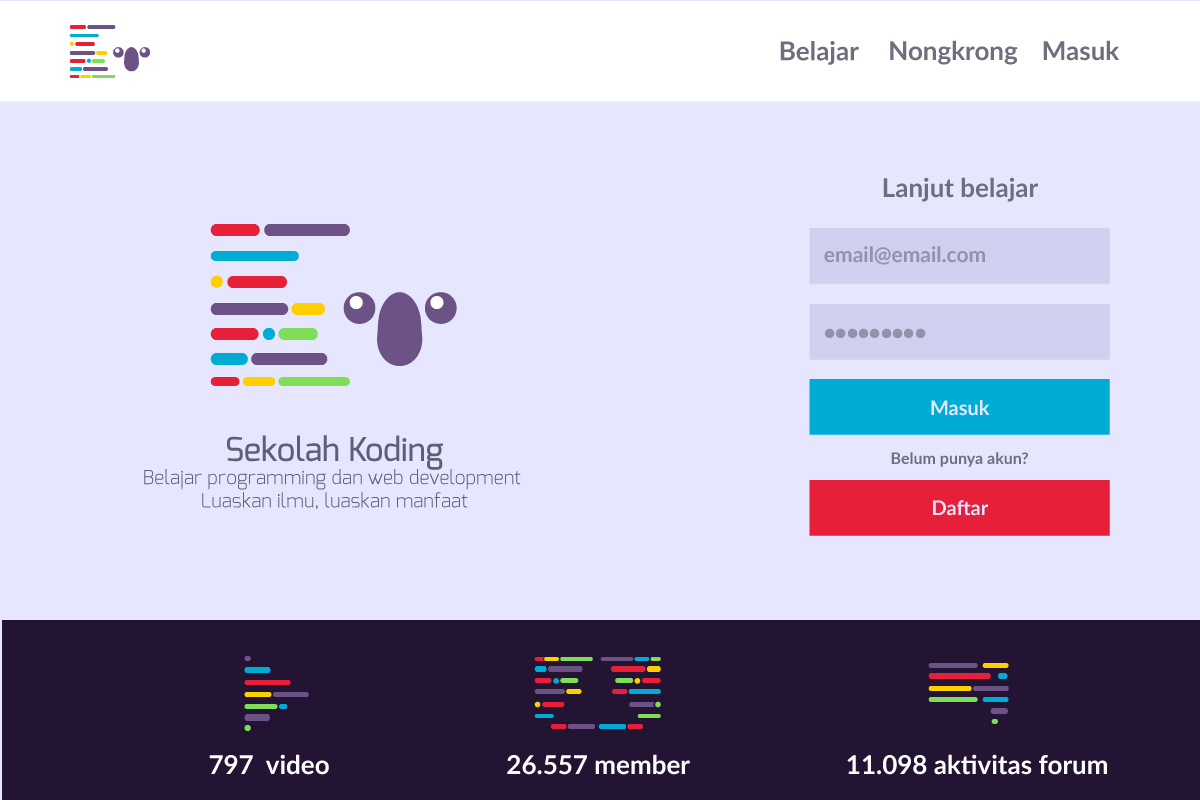 Belajar Nongkrong Masuk
Lanjut belajar
email@email.com
Masuk
Belum punya akun?
Daftar
Sekolah Koding
Belajar programming dan web development
Luaskan ilmu, luaskan manfaat
797 video
26.557 member
11.098 aktivitas forum